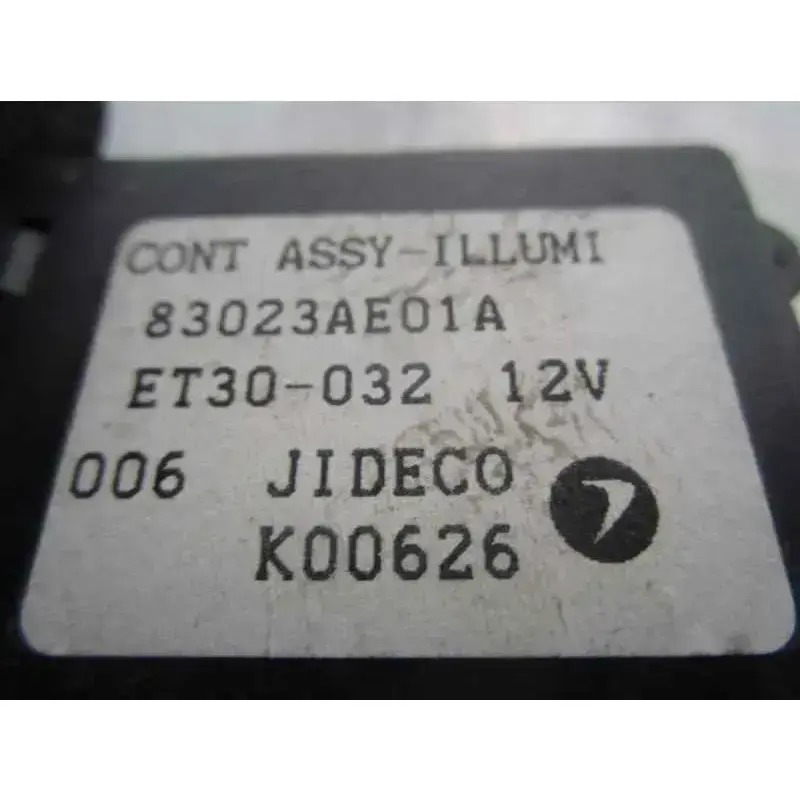 CONT ASSY-ILLUMI
83023AE01A
ET30-032 12V
006 JIDECO
K00626